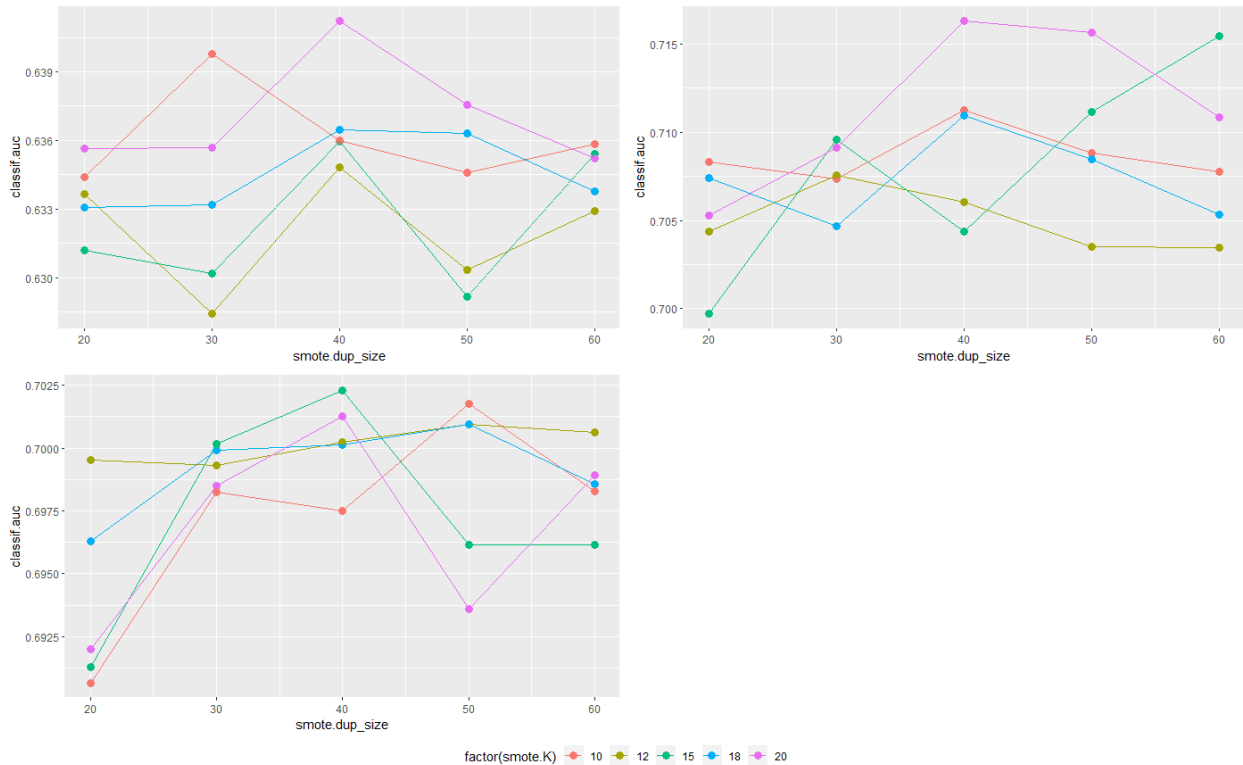 classif.auc
0.639
0.636
0.633
0.630
20 30 40 50 60
smote.dup_size
classif.auc
0.715
0.710
0.705
0.700
20 30 40 50 60
smote.dup_size
classif.auc
0.7025
0.7000
0.6975
0.6950
0.6925
20 30 40 50 60
smote.dup_size
factor(smote.K) 10 12 15 18 20